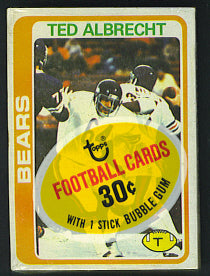 TED ALBRECHT
BEARS
topps
FOOTBALL CARDS
30¢
WITH 1 STICK BUBBLE GUM
T